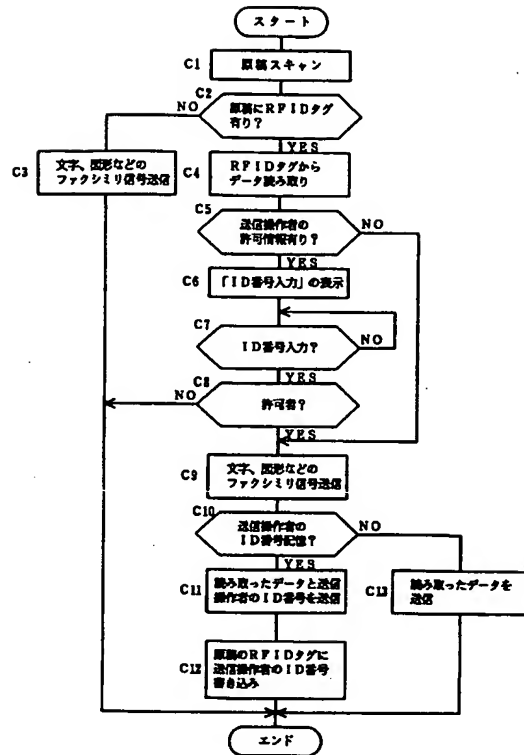 スタート
C1
原稿スキャン
C2
NO
原稿にRFIDタグ
有り?
YES
C3
文字、図形などの
ファクシミリ信号送信
C4
RFIDタグから
データ読み取り
C5
送信操作者の
許可情報有り?
NO
YES
C6
「ID番号入力」の表示
C7
ID番号入力?
NO
YES
C8
NO
許可者?
YES
C9
文字、図形などの
ファクシミリ信号送信
C10
送信操作者の
ID番号記憶?
NO
YES
C11
読み取ったデータと送信
操作者のID番号を送信
C13
読み取ったデータを
送信
C12
原稿のRFIDタグに
送信操作者のID番号
書き込み
エンド